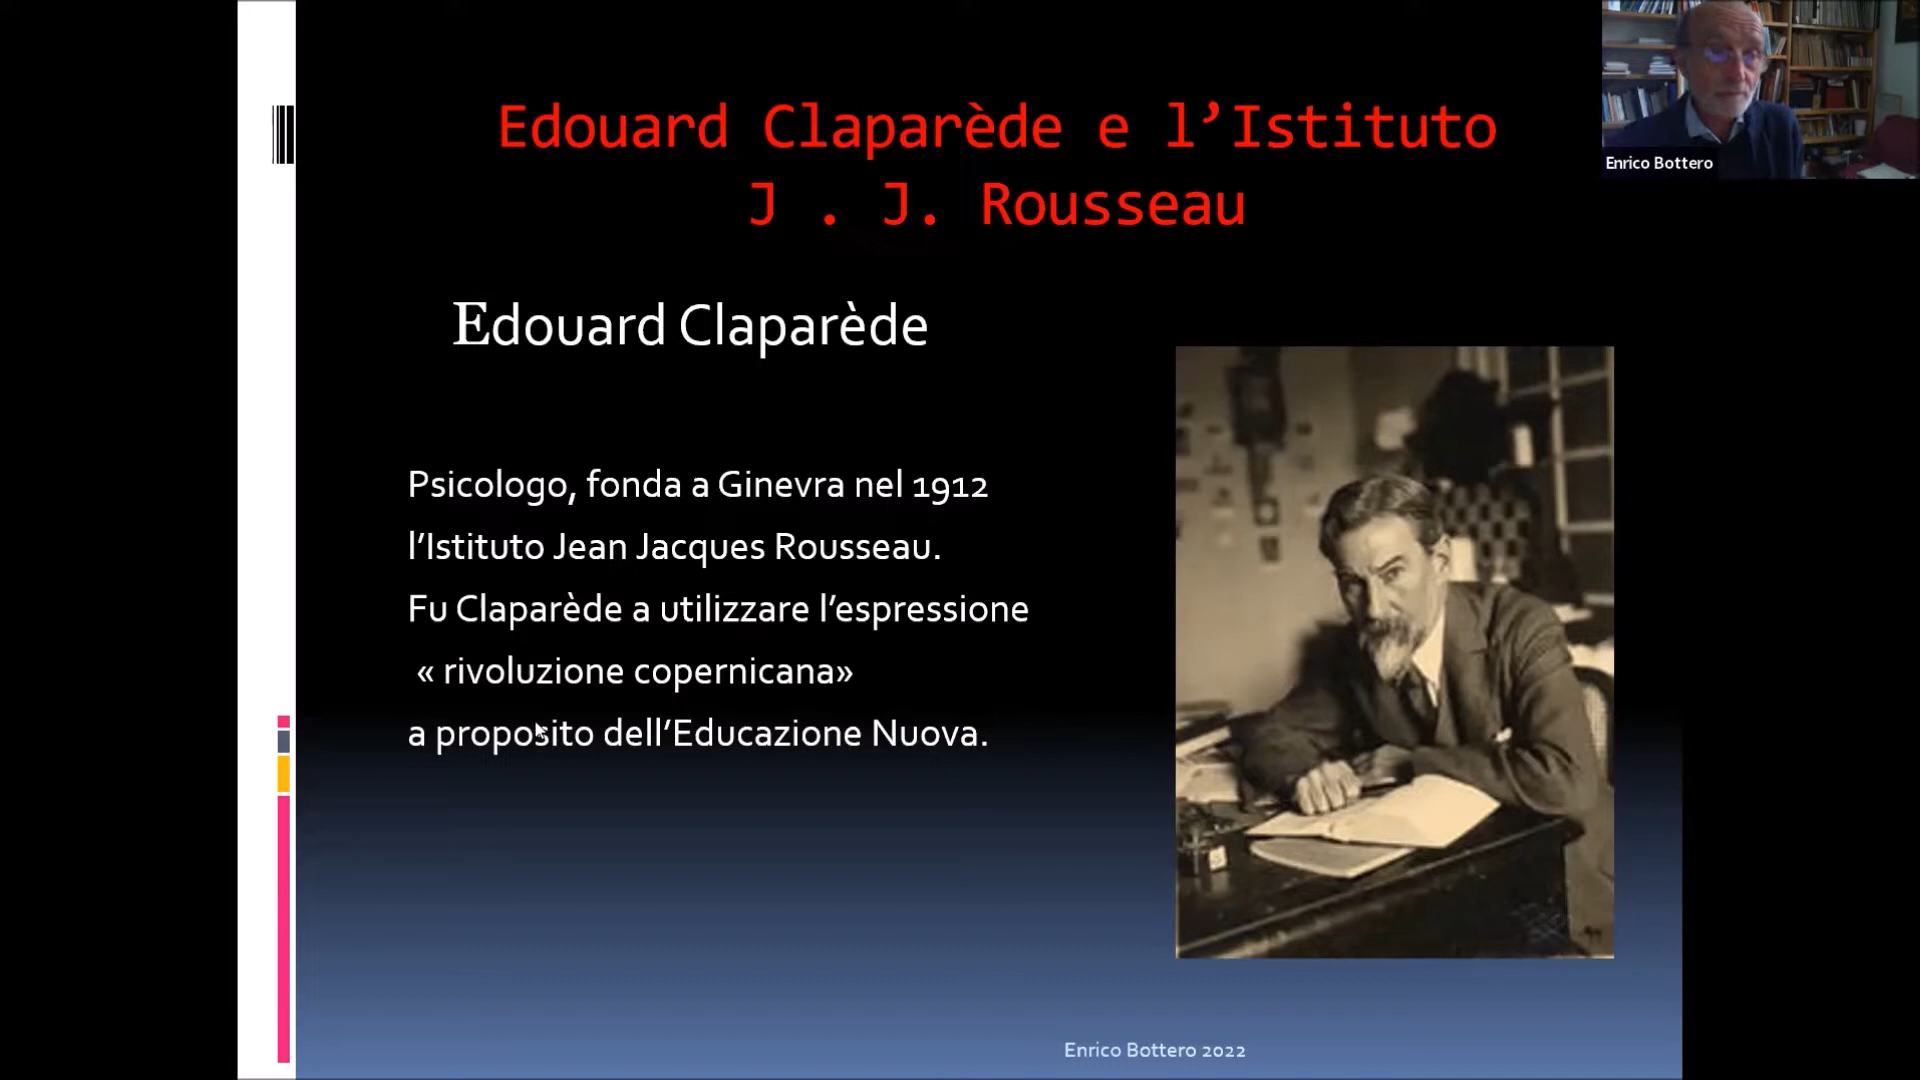 Edouard Claparède e l’Istituto
J . J. Rousseau
Enrico Bottero
Edouard Claparède
Psicologo, fonda a Ginevra nel 1912
l’Istituto Jean Jacques Rousseau.
Fu Claparède a utilizzare l’espressione
« rivoluzione copernicana»
a proposito dell’Educazione Nuova.
Enrico Bottero 2022